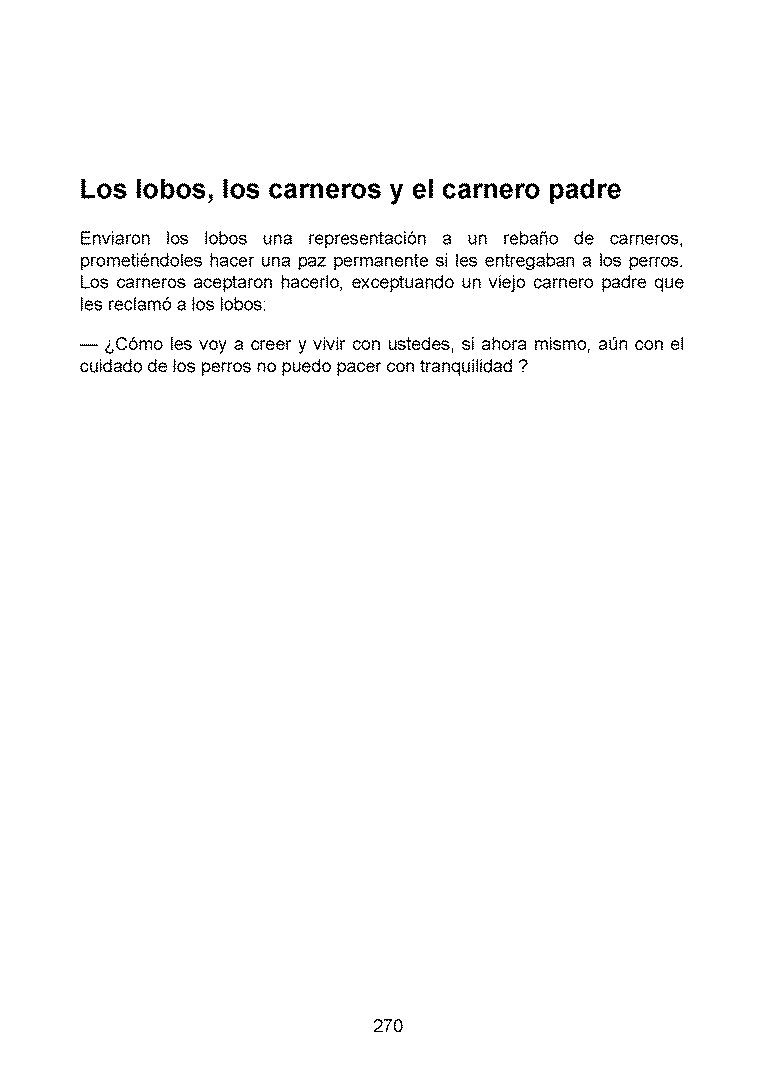 Los lobos, los carneros y el carnero padre
Enviaron los lobos una representación a un rebaño de carneros,
prometiéndoles hacer una paz permanente si les entregaban a los perros.
Los carneros aceptaron hacerlo, exceptuando un viejo carnero padre que
les reclamó a los lobos:
— ¿Cómo les voy a creer y vivir con ustedes, si ahora mismo, aún con el
cuidado de los perros no puedo pacer con tranquilidad ?
270